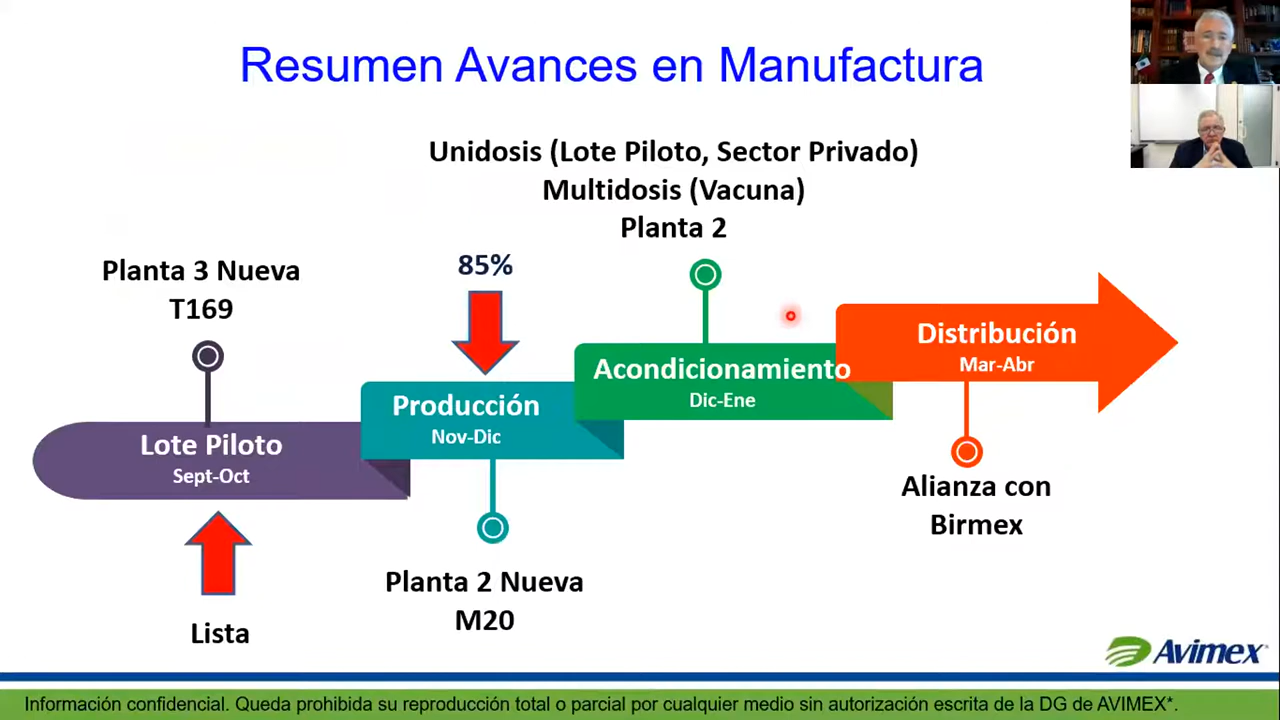 Resumen Avances en Manufactura
Unidosis (Lote Piloto, Sector Privado)
Multidosis (Vacuna)
Planta 2
Planta 3 Nueva
T169
85%
Distribución
Mar-Abr
Acondicionamiento
Dic-Ene
Producción
Nov-Dic
Lote Piloto
Sept-Oct
Alianza con
Birmex
Planta 2 Nueva
M20
Lista
Avimex
Información confidencial. Queda prohibida su reproducción total o parcial por cualquier medio sin autorización escrita de la DG de AVIMEX*.